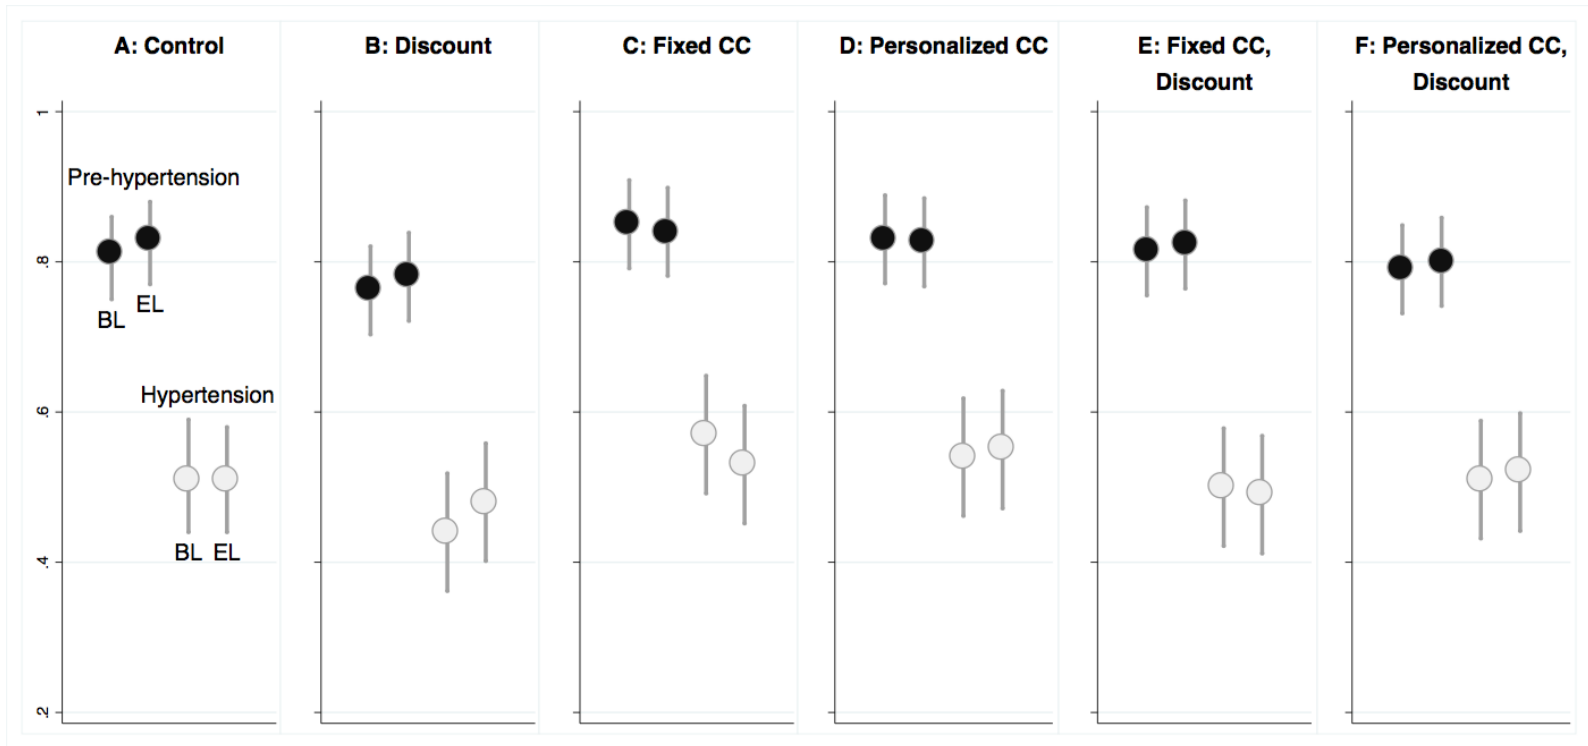 A: Control
B: Discount
C: Fixed CC
D: Personalized CC
E: Fixed CC,
Discount
F: Personalized CC,
Discount
1
.8
.6
.4
.2
Pre-hypertension
BL
EL
Hypertension
BL EL